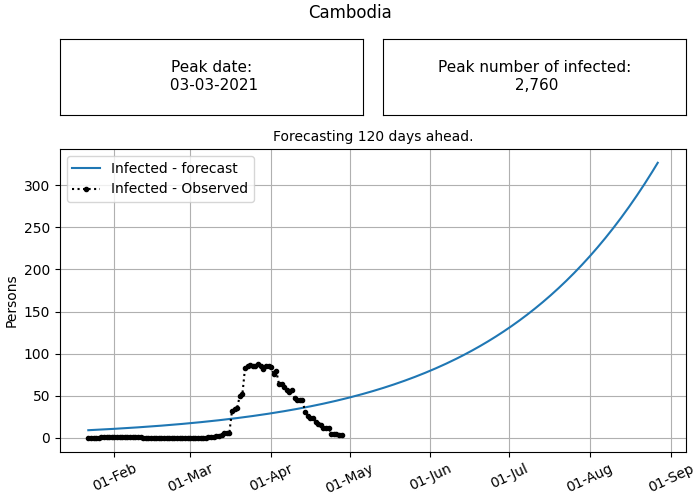 Cambodia
Peak date:
03-03-2021
Peak number of infected:
2,760
Forecasting 120 days ahead.
Infected - forecast
Infected - Observed
Persons
300
250
200
150
100
50
0
01-Feb
01-Mar
01-Apr
01-May
01-Jun
01-Jul
01-Aug
01-Sep